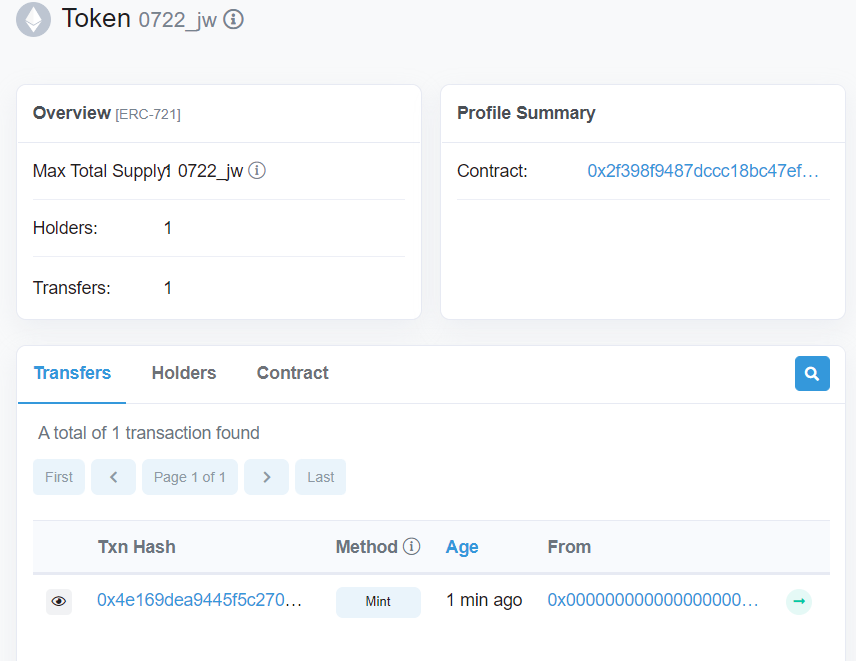 Token 0722_jw
Overview [ERC-721]
Max Total Supply: 1 0722_jw
Holders: 1
Transfers: 1
Profile Summary
Contract: 0x2f398f9487dccc18bc47ef...
Transfers Holders Contract
A total of 1 transaction found
First Page 1 of 1 Last
Txn Hash Method Age From
0x4e169dea9445f5c270... Mint 1 min ago 0x000000000000000000...